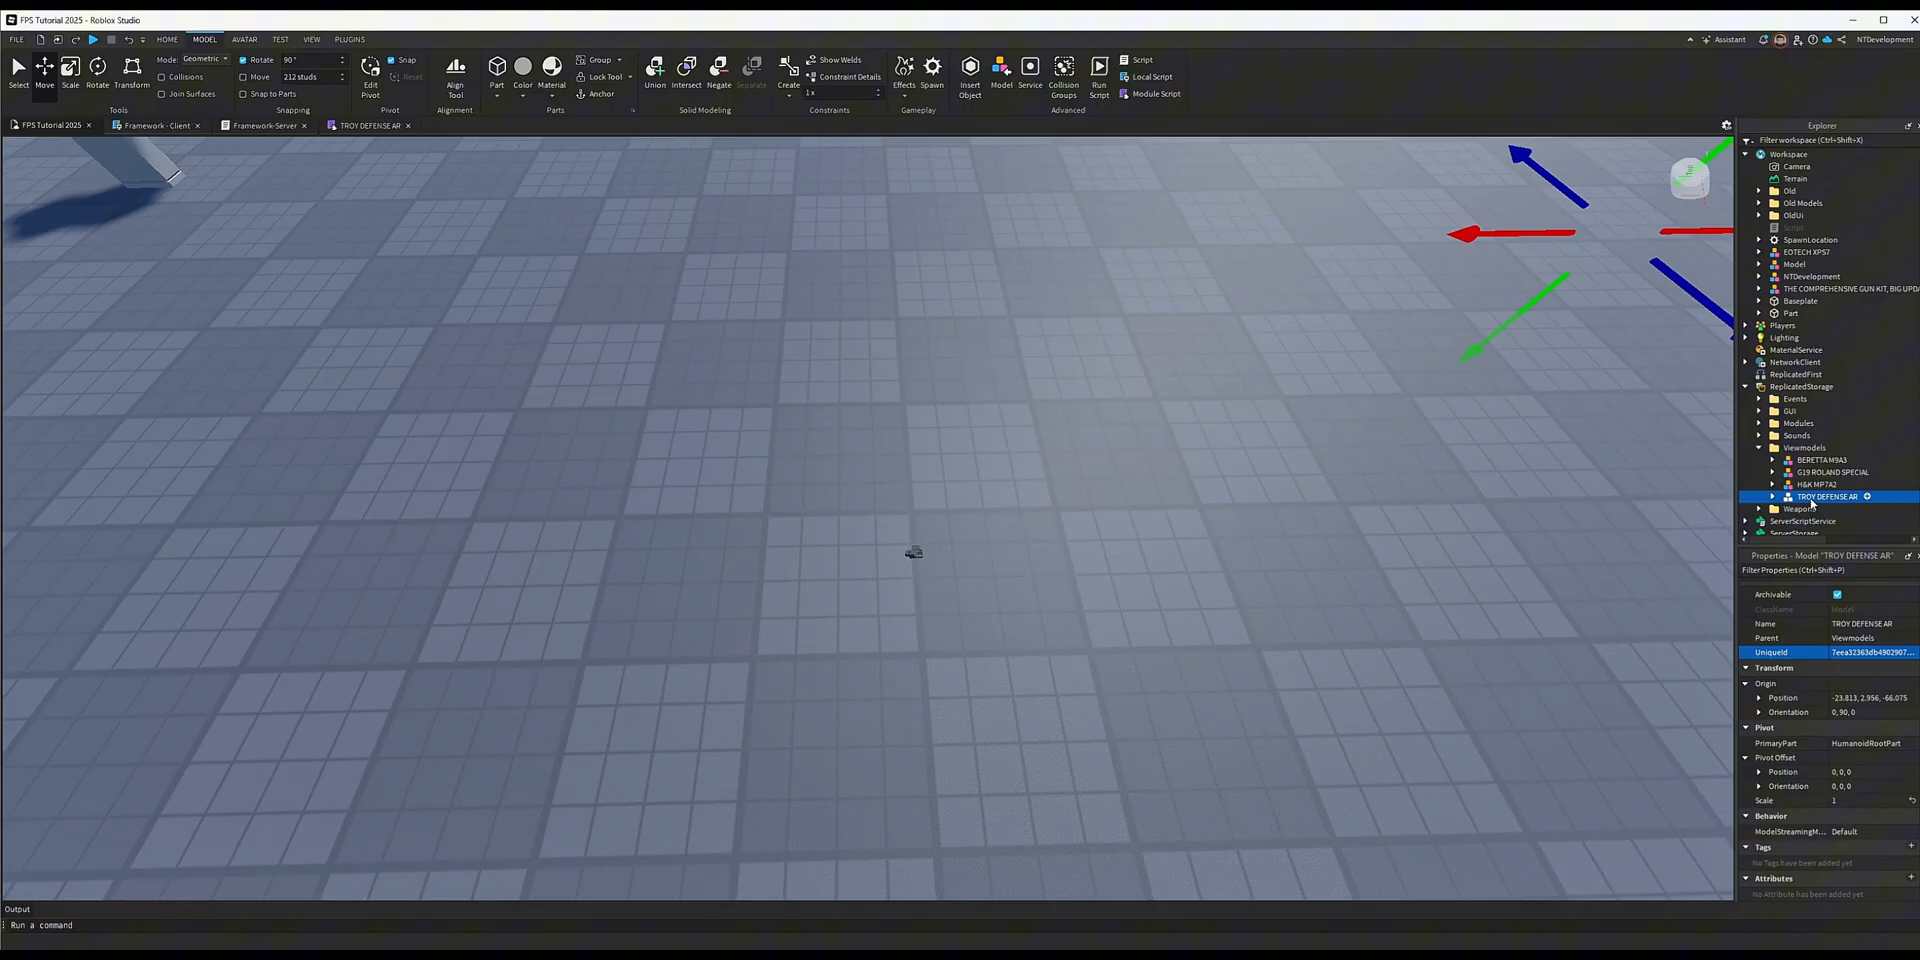 FPS Tutorial 2025 - Roblox Studio
FILE HOME MODEL AVATAR TEST VIEW PLUGINS Assistant NTDevelopment
Select Move Scale Rotate Transform
Mode: Geometric
Collisions
Join Surfaces
Tools
Rotate 90°
Move 212 studs
Snap to Parts
Snapping
Edit Pivot
Snap
Reset
Pivot
Align Tool
Alignment
Part Color Material
Group
Lock Tool
Anchor
Parts
Union Intersect Negate Separate
Solid Modeling
Create
Show Welds
Constraint Details
1 x
Constraints
Effects Spawn
Gameplay
Insert Object
Model Service
Collision Groups
Run Script
Script
Local Script
Module Script
Advanced
FPS Tutorial 2025 Framework - Client Framework-Server TROY DEFENSE AR
Top
Explorer
Filter workspace (Ctrl+Shift+X)
Workspace
Camera
Terrain
Old
Old Models
OldUi
Script
SpawnLocation
EOTECH XPS7
Model
NTDevelopment
THE COMPREHENSIVE GUN KIT, BIG UPD
Baseplate
Part
Players
Lighting
MaterialService
NetworkClient
ReplicatedFirst
ReplicatedStorage
Events
GUI
Modules
Sounds
Viewmodels
BERETTA M9A3
G19 ROLAND SPECIAL
H&K MP7A2
TROY DEFENSE AR
Weapons
ServerScriptService
ServerStorage
Properties - Model "TROY DEFENSE AR"
Filter Properties (Ctrl+Shift+P)
Archivable
ClassName Model
Name TROY DEFENSE AR
Parent Viewmodels
UniqueId 7eea32363db4902907...
Transform
Origin
Position -23.813, 2.956, -66.075
Orientation 0, 90, 0
Pivot
PrimaryPart HumanoidRootPart
Pivot Offset
Position 0, 0, 0
Orientation 0, 0, 0
Scale 1
Behavior
ModelStreamingM... Default
Tags
No Tags have been added yet
Attributes
No Attribute has been added yet
Output
Run a command